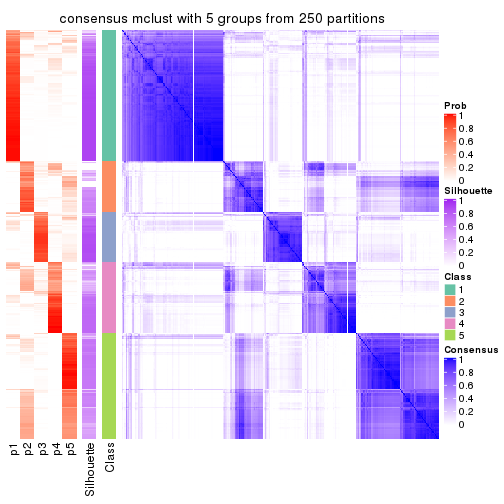 consensus mclust with 5 groups from 250 partitions
Prob
1
0.8
0.6
0.4
0.2
0
Silhouette
1
0.8
0.6
0.4
0.2
0
Class
1
2
3
4
5
Consensus
1
0.8
0.6
0.4
0.2
0
p1
p2
p3
p4
p5
Silhouette
Class